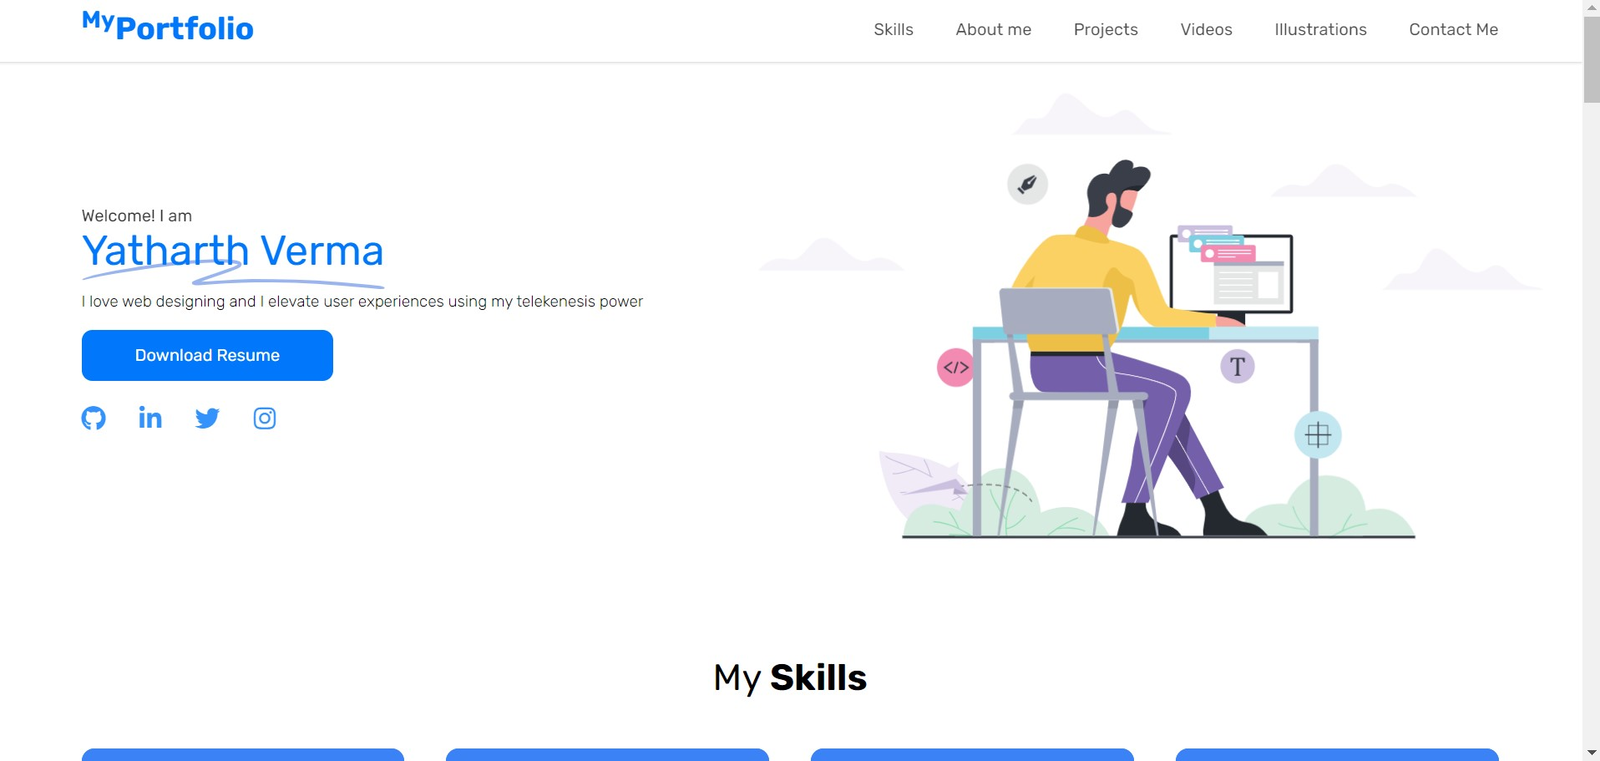 MyPortfolio
Skills About me Projects Videos Illustrations Contact Me
Welcome! I am
Yatharth Verma
I love web designing and I elevate user experiences using my telekenesis power
Download Resume
</>
T
My Skills